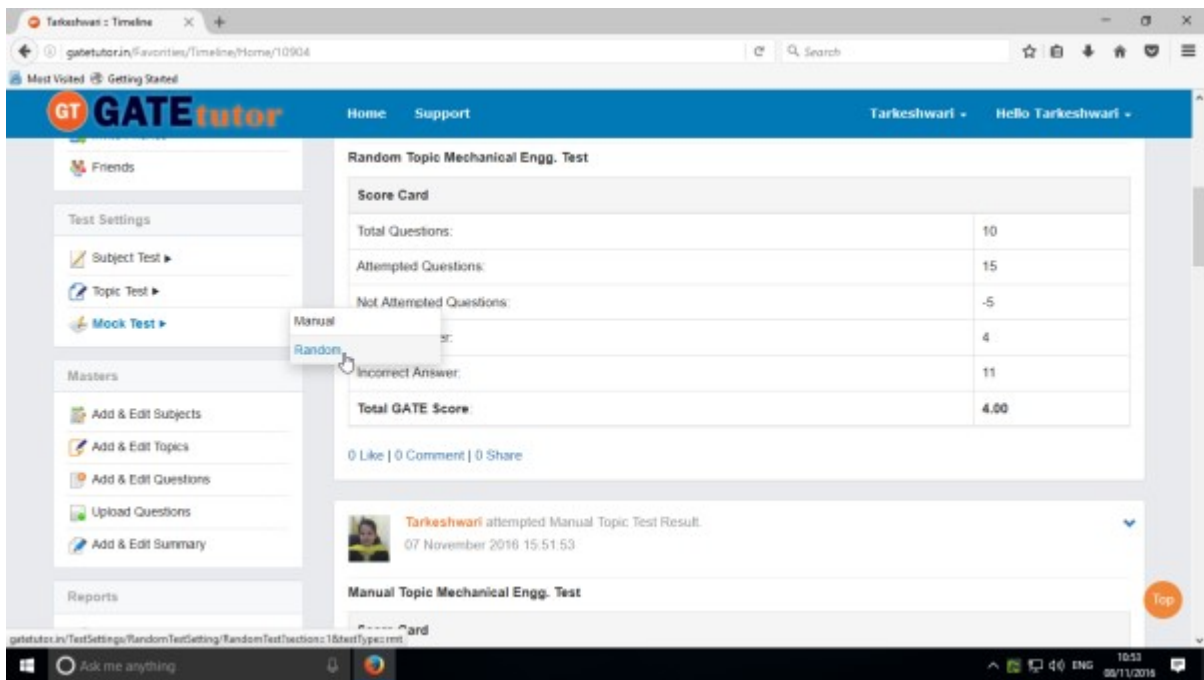 Tarkeshwari :: Timeline
gatetutor.in/Favorities/Timeline/Home/10904
Search
Most Visited Getting Started
GT GATEtutor Home Support Tarkeshwari Hello Tarkeshwari
Friends
Test Settings
Subject Test
Topic Test
Mock Test
Manual
Random
Masters
Add & Edit Subjects
Add & Edit Topics
Add & Edit Questions
Upload Questions
Add & Edit Summary
Reports
Random Topic Mechanical Engg. Test
Score Card
Total Questions: 10
Attempted Questions: 15
Not Attempted Questions: -5
er: 4
Incorrect Answer: 11
Total GATE Score 4.00
0 Like | 0 Comment | 0 Share
Tarkeshwari attempted Manual Topic Test Result.
07 November 2016 15:51:53
Manual Topic Mechanical Engg. Test
Card
Top
gatetutor.in/TestSettings/RandomTestSetting/RandomTest?section=1&testType=rmt
Ask me anything
ENG
10:53
08/11/2016